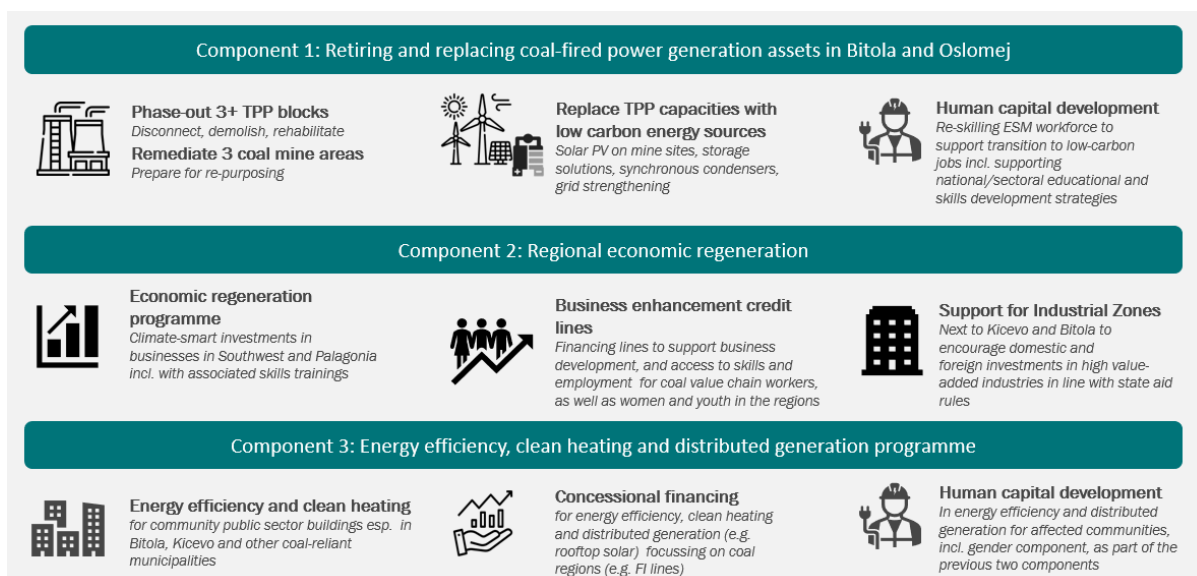 Component 1: Retiring and replacing coal-fired power generation assets in Bitola and Oslomej
Phase-out 3+ TPP blocks
Disconnect, demolish, rehabilitate
Remediate 3 coal mine areas
Prepare for re-purposing
Replace TPP capacities with
low carbon energy sources
Solar PV on mine sites, storage
solutions, synchronous condensers,
grid strengthening
Human capital development
Re-skilling ESM workforce to
support transition to low-carbon
jobs incl. supporting
national/sectoral educational and
skills development strategies
Component 2: Regional economic regeneration
Economic regeneration
programme
Climate-smart investments in
businesses in Southwest and Palagonia
incl. with associated skills trainings
Business enhancement credit
lines
Financing lines to support business
development, and access to skills and
employment for coal value chain workers,
as well as women and youth in the regions
Support for Industrial Zones
Next to Kicevo and Bitola to
encourage domestic and
foreign investments in high value-
added industries in line with state aid
rules
Component 3: Energy efficiency, clean heating and distributed generation programme
Energy efficiency and clean heating
for community public sector buildings esp. in
Bitola, Kicevo and other coal-reliant
municipalities
Concessional financing
for energy efficiency, clean heating
and distributed generation (e.g.
rooftop solar) focussing on coal
regions (e.g. FI lines)
Human capital development
In energy efficiency and distributed
generation for affected communities,
incl. gender component, as part of the
previous two components